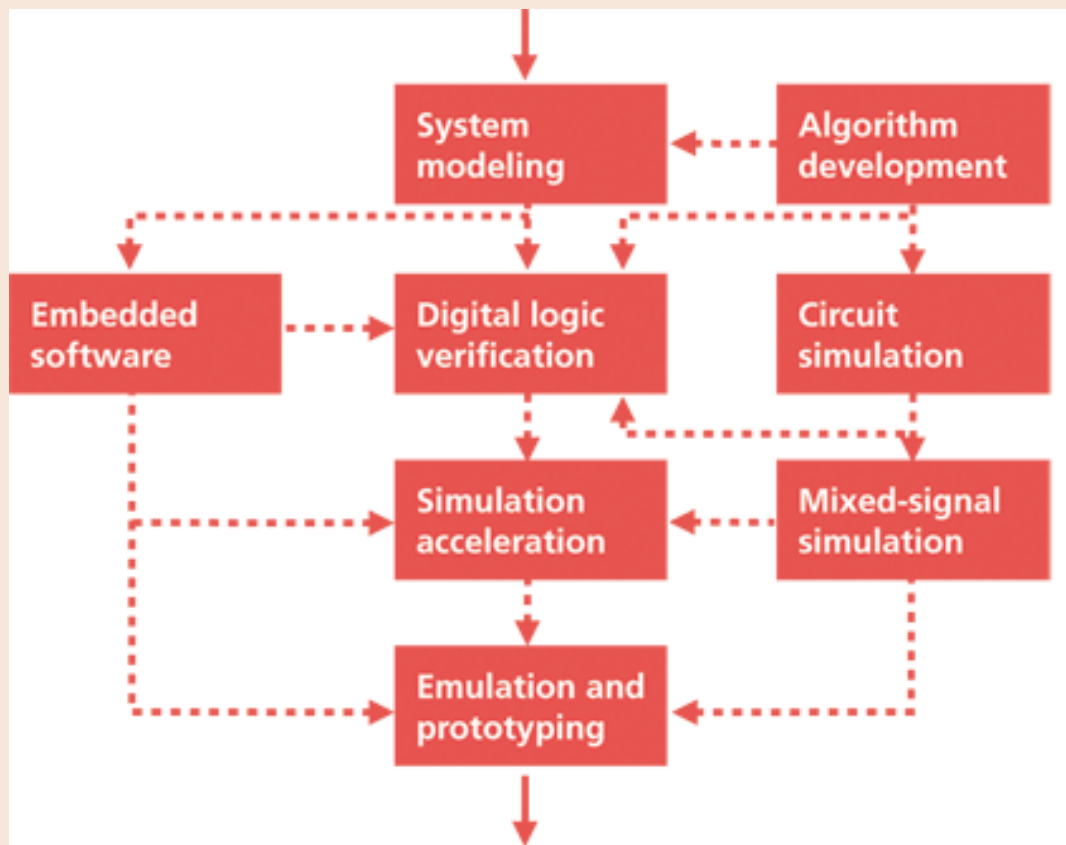 System
modeling
Algorithm
development
Embedded
software
Digital logic
verification
Circuit
simulation
Simulation
acceleration
Mixed-signal
simulation
Emulation and
prototyping